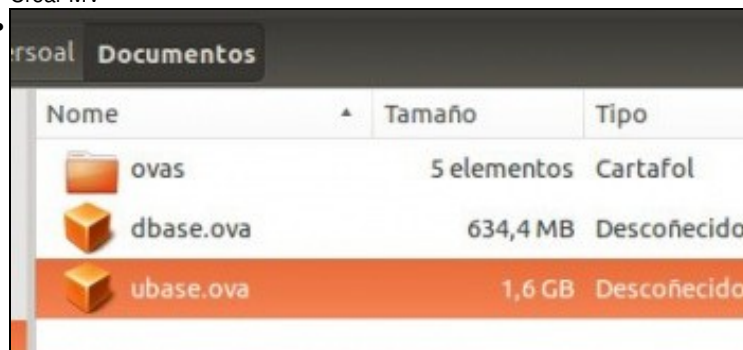 Documentos
Nome Tamaño Tipo
ovas 5 elementos Cartafol
dbase.ova 634,4 MB Descoñecido
ubase.ova 1,6 GB Descoñecido